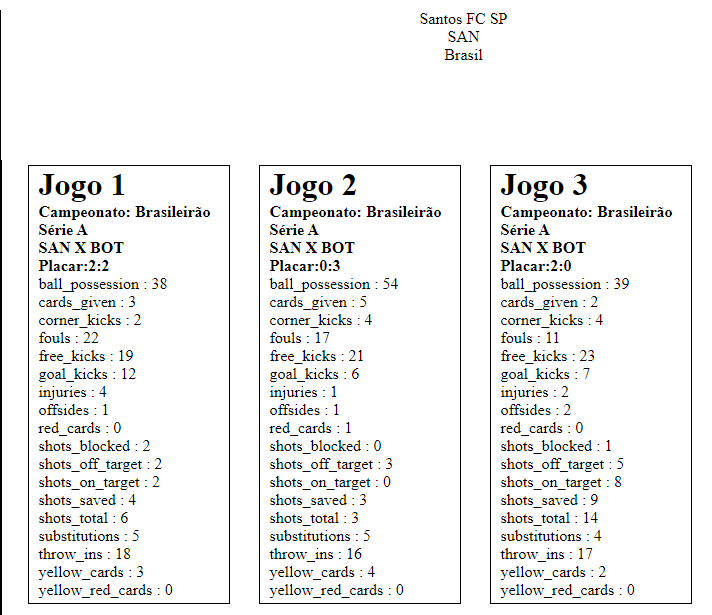 Santos FC SP
SAN
Brasil
Jogo 1
Campeonato: Brasileirão
Série A
SAN X BOT
Placar:2:2
ball_possession : 38
cards_given : 3
corner_kicks : 2
fouls : 22
free_kicks : 19
goal_kicks : 12
injuries : 4
offsides : 1
red_cards : 0
shots_blocked : 2
shots_off_target : 2
shots_on_target : 2
shots_saved : 4
shots_total : 6
substitutions : 5
throw_ins : 18
yellow_cards : 3
yellow_red_cards : 0
Jogo 2
Campeonato: Brasileirão
Série A
SAN X BOT
Placar:0:3
ball_possession : 54
cards_given : 5
corner_kicks : 4
fouls : 17
free_kicks : 21
goal_kicks : 6
injuries : 1
offsides : 1
red_cards : 1
shots_blocked : 0
shots_off_target : 3
shots_on_target : 0
shots_saved : 3
shots_total : 3
substitutions : 5
throw_ins : 16
yellow_cards : 4
yellow_red_cards : 0
Jogo 3
Campeonato: Brasileirão
Série A
SAN X BOT
Placar:2:0
ball_possession : 39
cards_given : 2
corner_kicks : 4
fouls : 11
free_kicks : 23
goal_kicks : 7
injuries : 2
offsides : 2
red_cards : 0
shots_blocked : 1
shots_off_target : 5
shots_on_target : 8
shots_saved : 9
shots_total : 14
substitutions : 4
throw_ins : 17
yellow_cards : 2
yellow_red_cards : 0